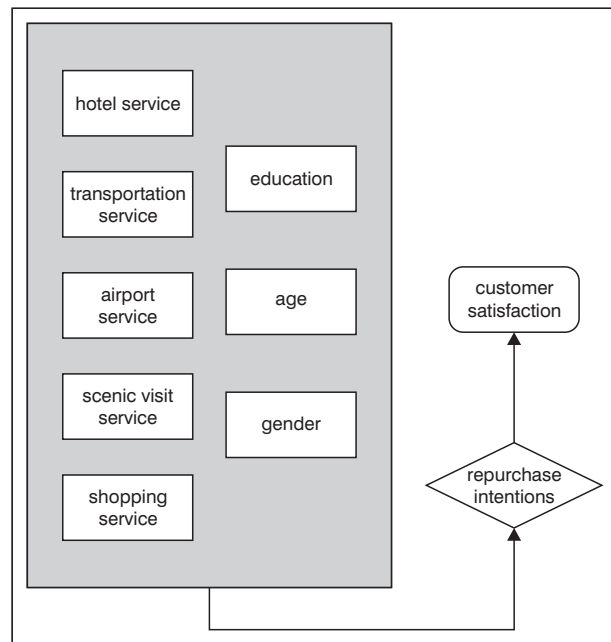 hotel service
transportation
service
airport
service
scenic visit
service
shopping
service
education
age
gender
customer
satisfaction
repurchase
intentions